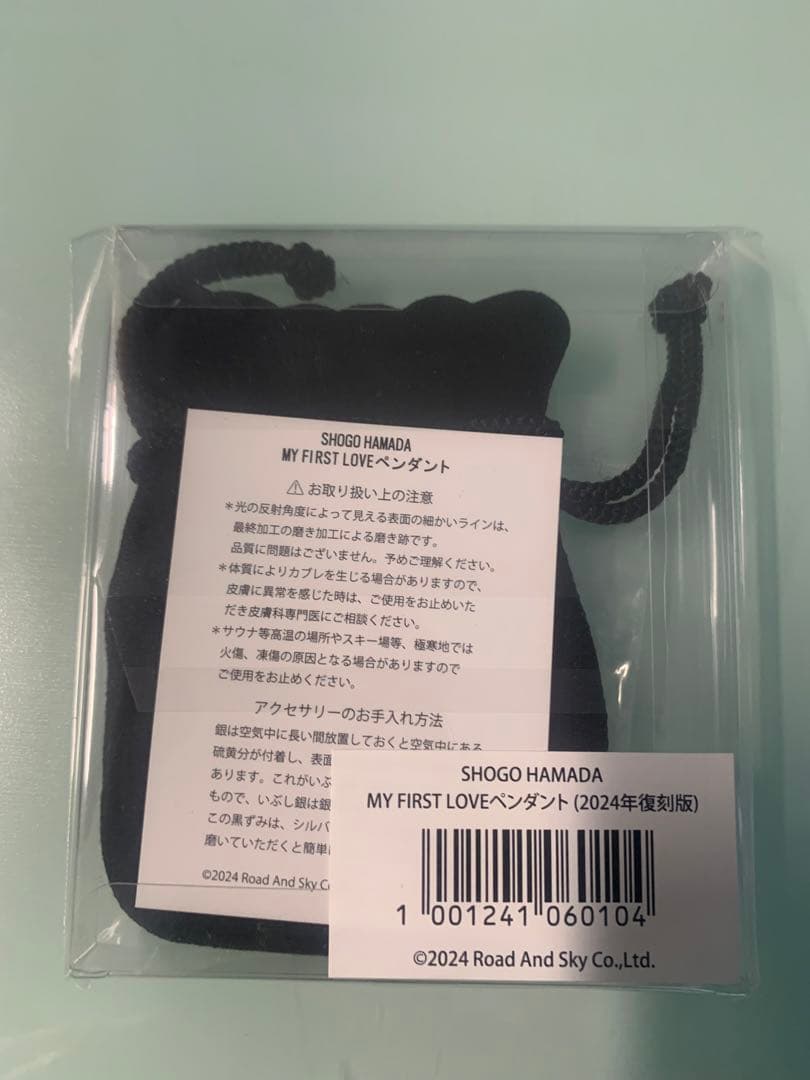 SHOGO HAMADA
MY FIRST LOVEペンダント
⚠お取り扱い上の注意
＊光の反射角度によって見える表面の細かいラインは、
最終加工の磨き加工による磨き跡です。
品質に問題はございません。予めご理解ください。
＊体質によりカブレを生じる場合がありますので、
皮膚に異常を感じた時は、ご使用をお止めいた
だき皮膚科専門医にご相談ください。
＊サウナ等高温の場所やスキー場等、極寒地では
火傷、凍傷の原因となる場合がありますので
ご使用をお止めください。
アクセサリーのお手入れ方法
銀は空気中に長い間放置しておくと空気中にある
硫黄分が付着し、表面
あります。これがいぶ
もので、いぶし銀は銀
この黒ずみは、シルバ
磨いていただくと簡単
©2024 Road And Sky Co
SHOGO HAMADA
MY FIRST LOVEペンダント (2024年復刻版)
1 001241 060104
©2024 Road And Sky Co.,Ltd.